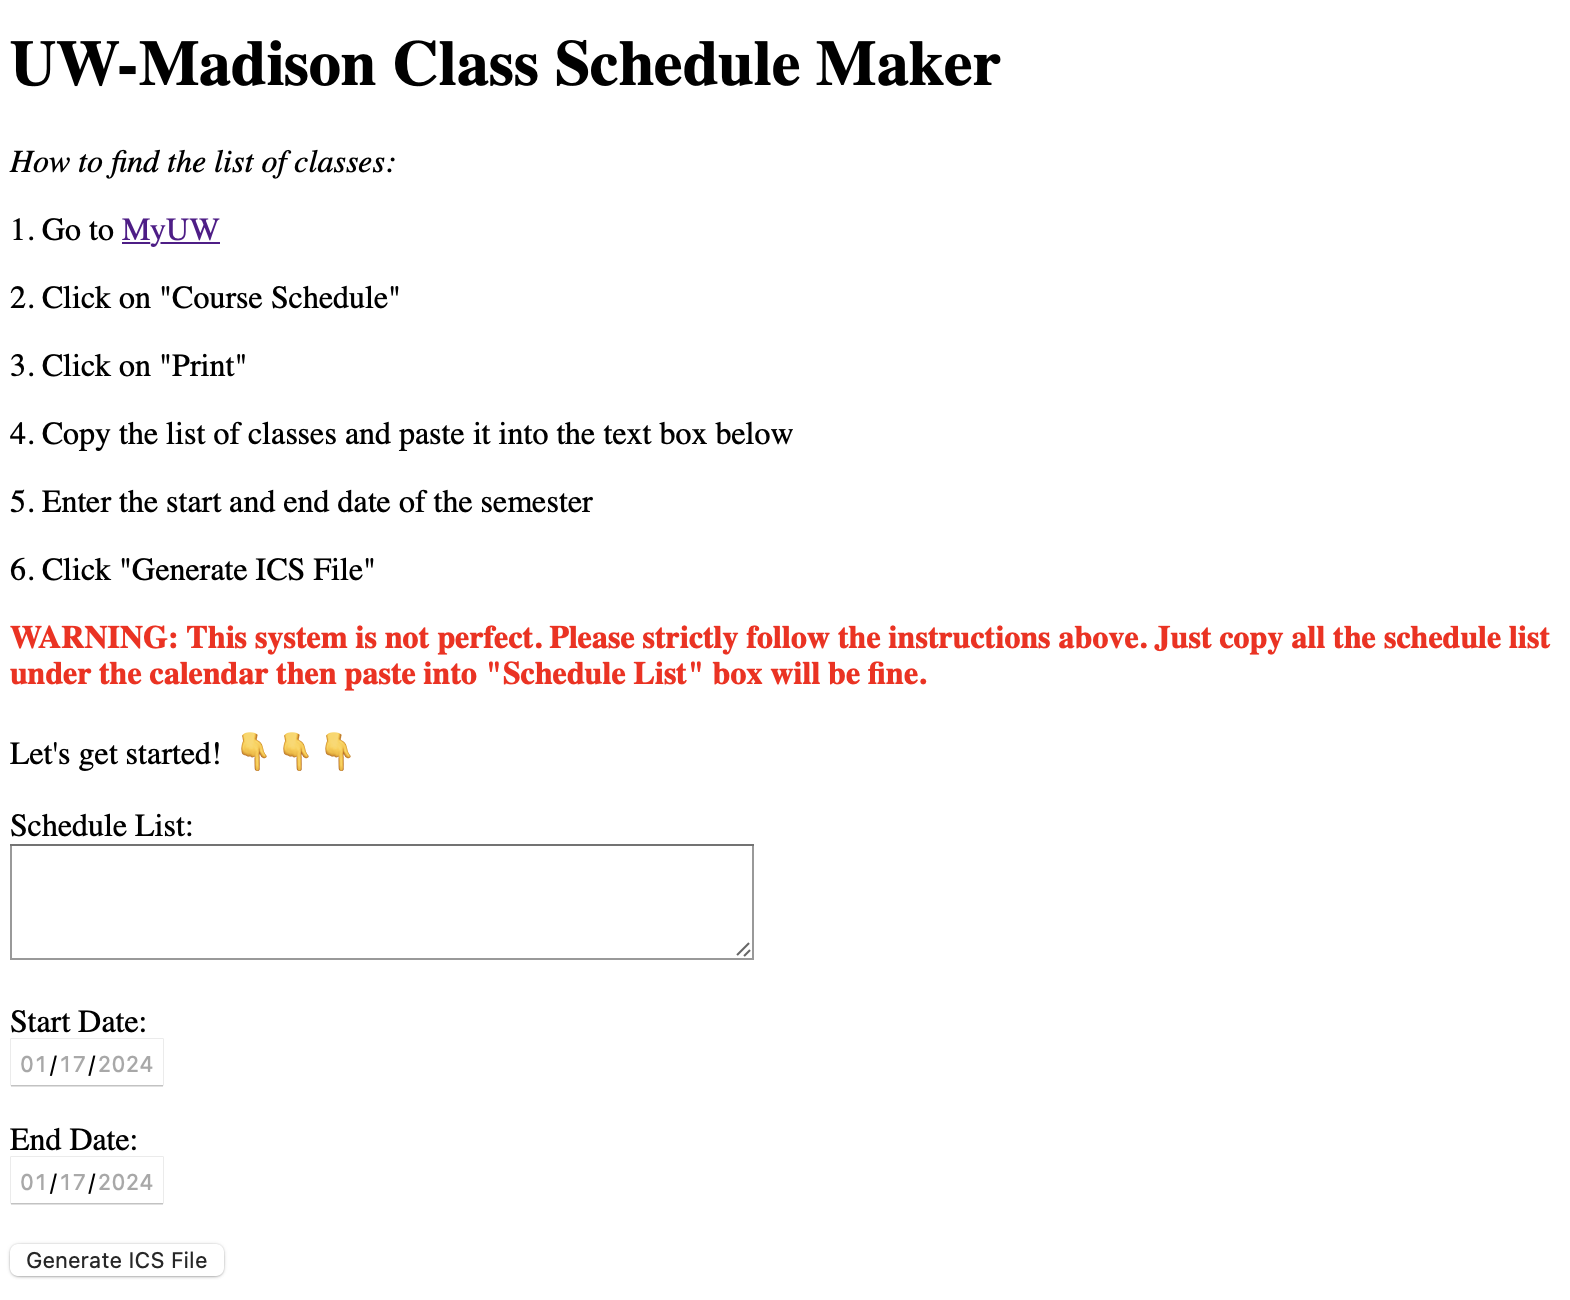 UW-Madison Class Schedule Maker
How to find the list of classes:
1. Go to MyUW
2. Click on "Course Schedule"
3. Click on "Print"
4. Copy the list of classes and paste it into the text box below
5. Enter the start and end date of the semester
6. Click "Generate ICS File"
WARNING: This system is not perfect. Please strictly follow the instructions above. Just copy all the schedule list
under the calendar then paste into "Schedule List" box will be fine.
Let's get started! 👇👇👇
Schedule List:
Start Date:
01/17/2024
End Date:
01/17/2024
Generate ICS File